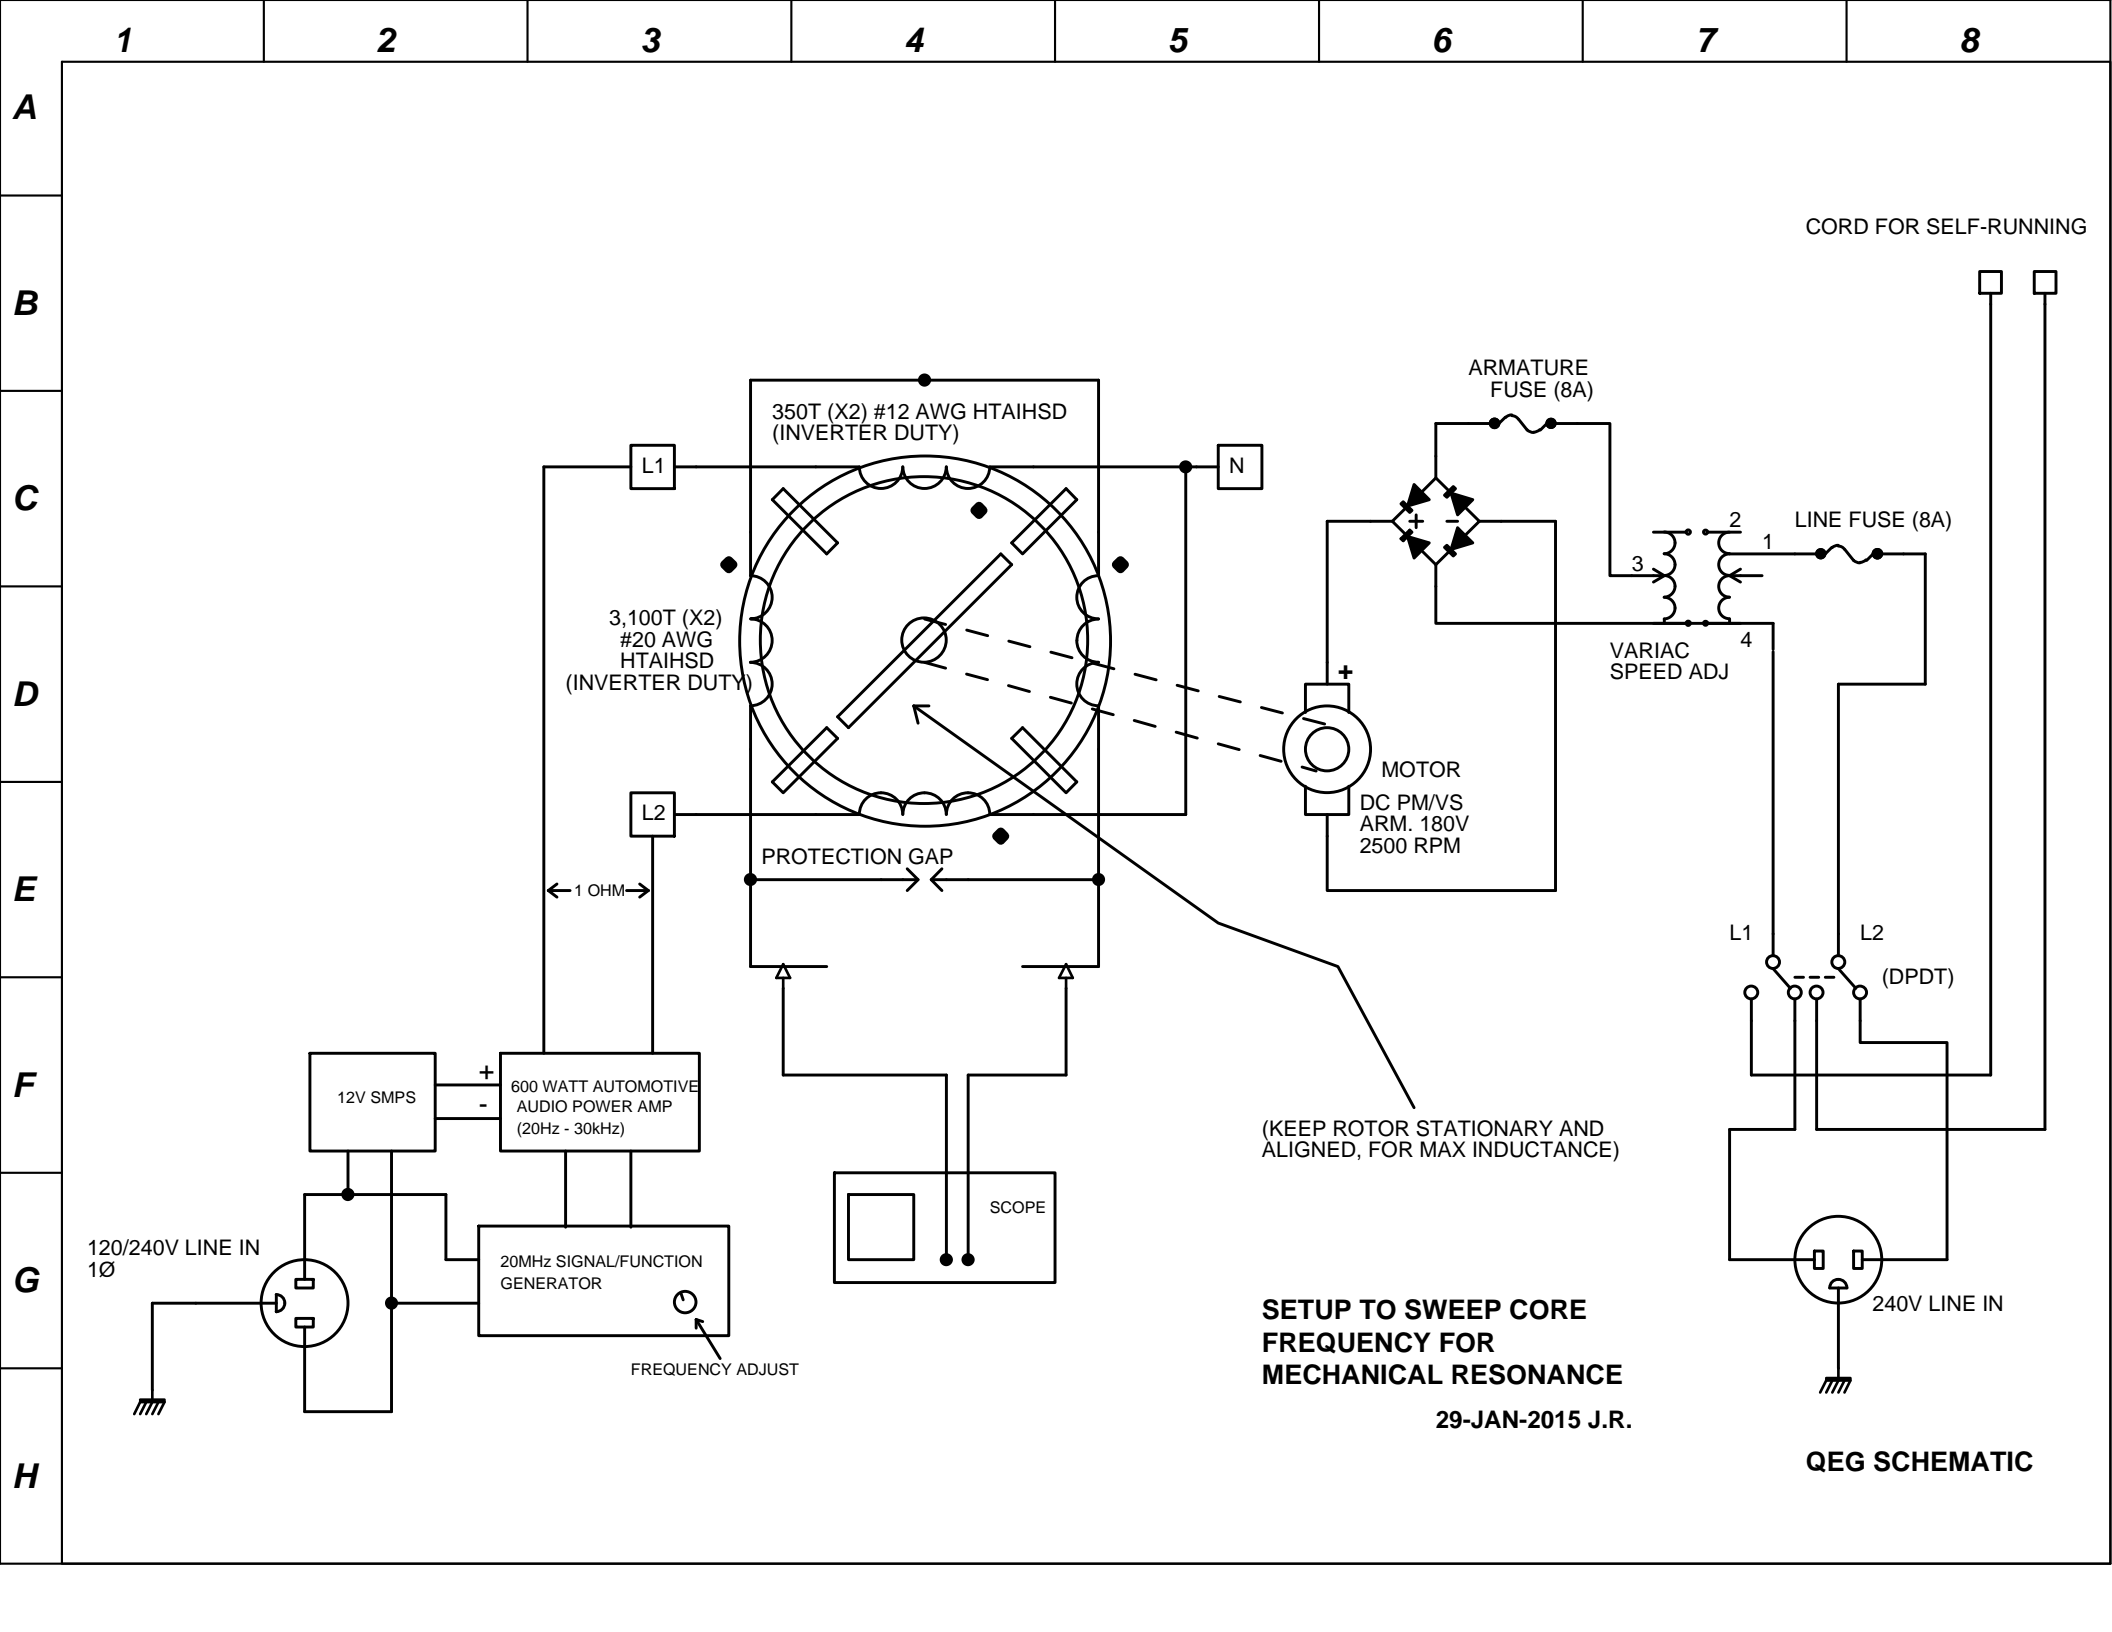 1 2 3 4 5 6 7 8
A
B
C
D
E
F
G
H
CORD FOR SELF-RUNNING
350T (X2) #12 AWG HTAIHSD
(INVERTER DUTY)
L1
N
3,100T (X2)
#20 AWG
HTAIHSD
(INVERTER DUTY)
L2
PROTECTION GAP
1 OHM
ARMATURE
FUSE (8A)
+ -
2
1
3
4
LINE FUSE (8A)
VARIAC
SPEED ADJ
+
MOTOR
DC PM/VS
ARM. 180V
2500 RPM
L1
L2
(DPDT)
12V SMPS
+
-
600 WATT AUTOMOTIVE
AUDIO POWER AMP
(20Hz - 30kHz)
(KEEP ROTOR STATIONARY AND
ALIGNED, FOR MAX INDUCTANCE)
SCOPE
120/240V LINE IN
1Ø
20MHz SIGNAL/FUNCTION
GENERATOR
FREQUENCY ADJUST
240V LINE IN
SETUP TO SWEEP CORE
FREQUENCY FOR
MECHANICAL RESONANCE
29-JAN-2015 J.R.
QEG SCHEMATIC